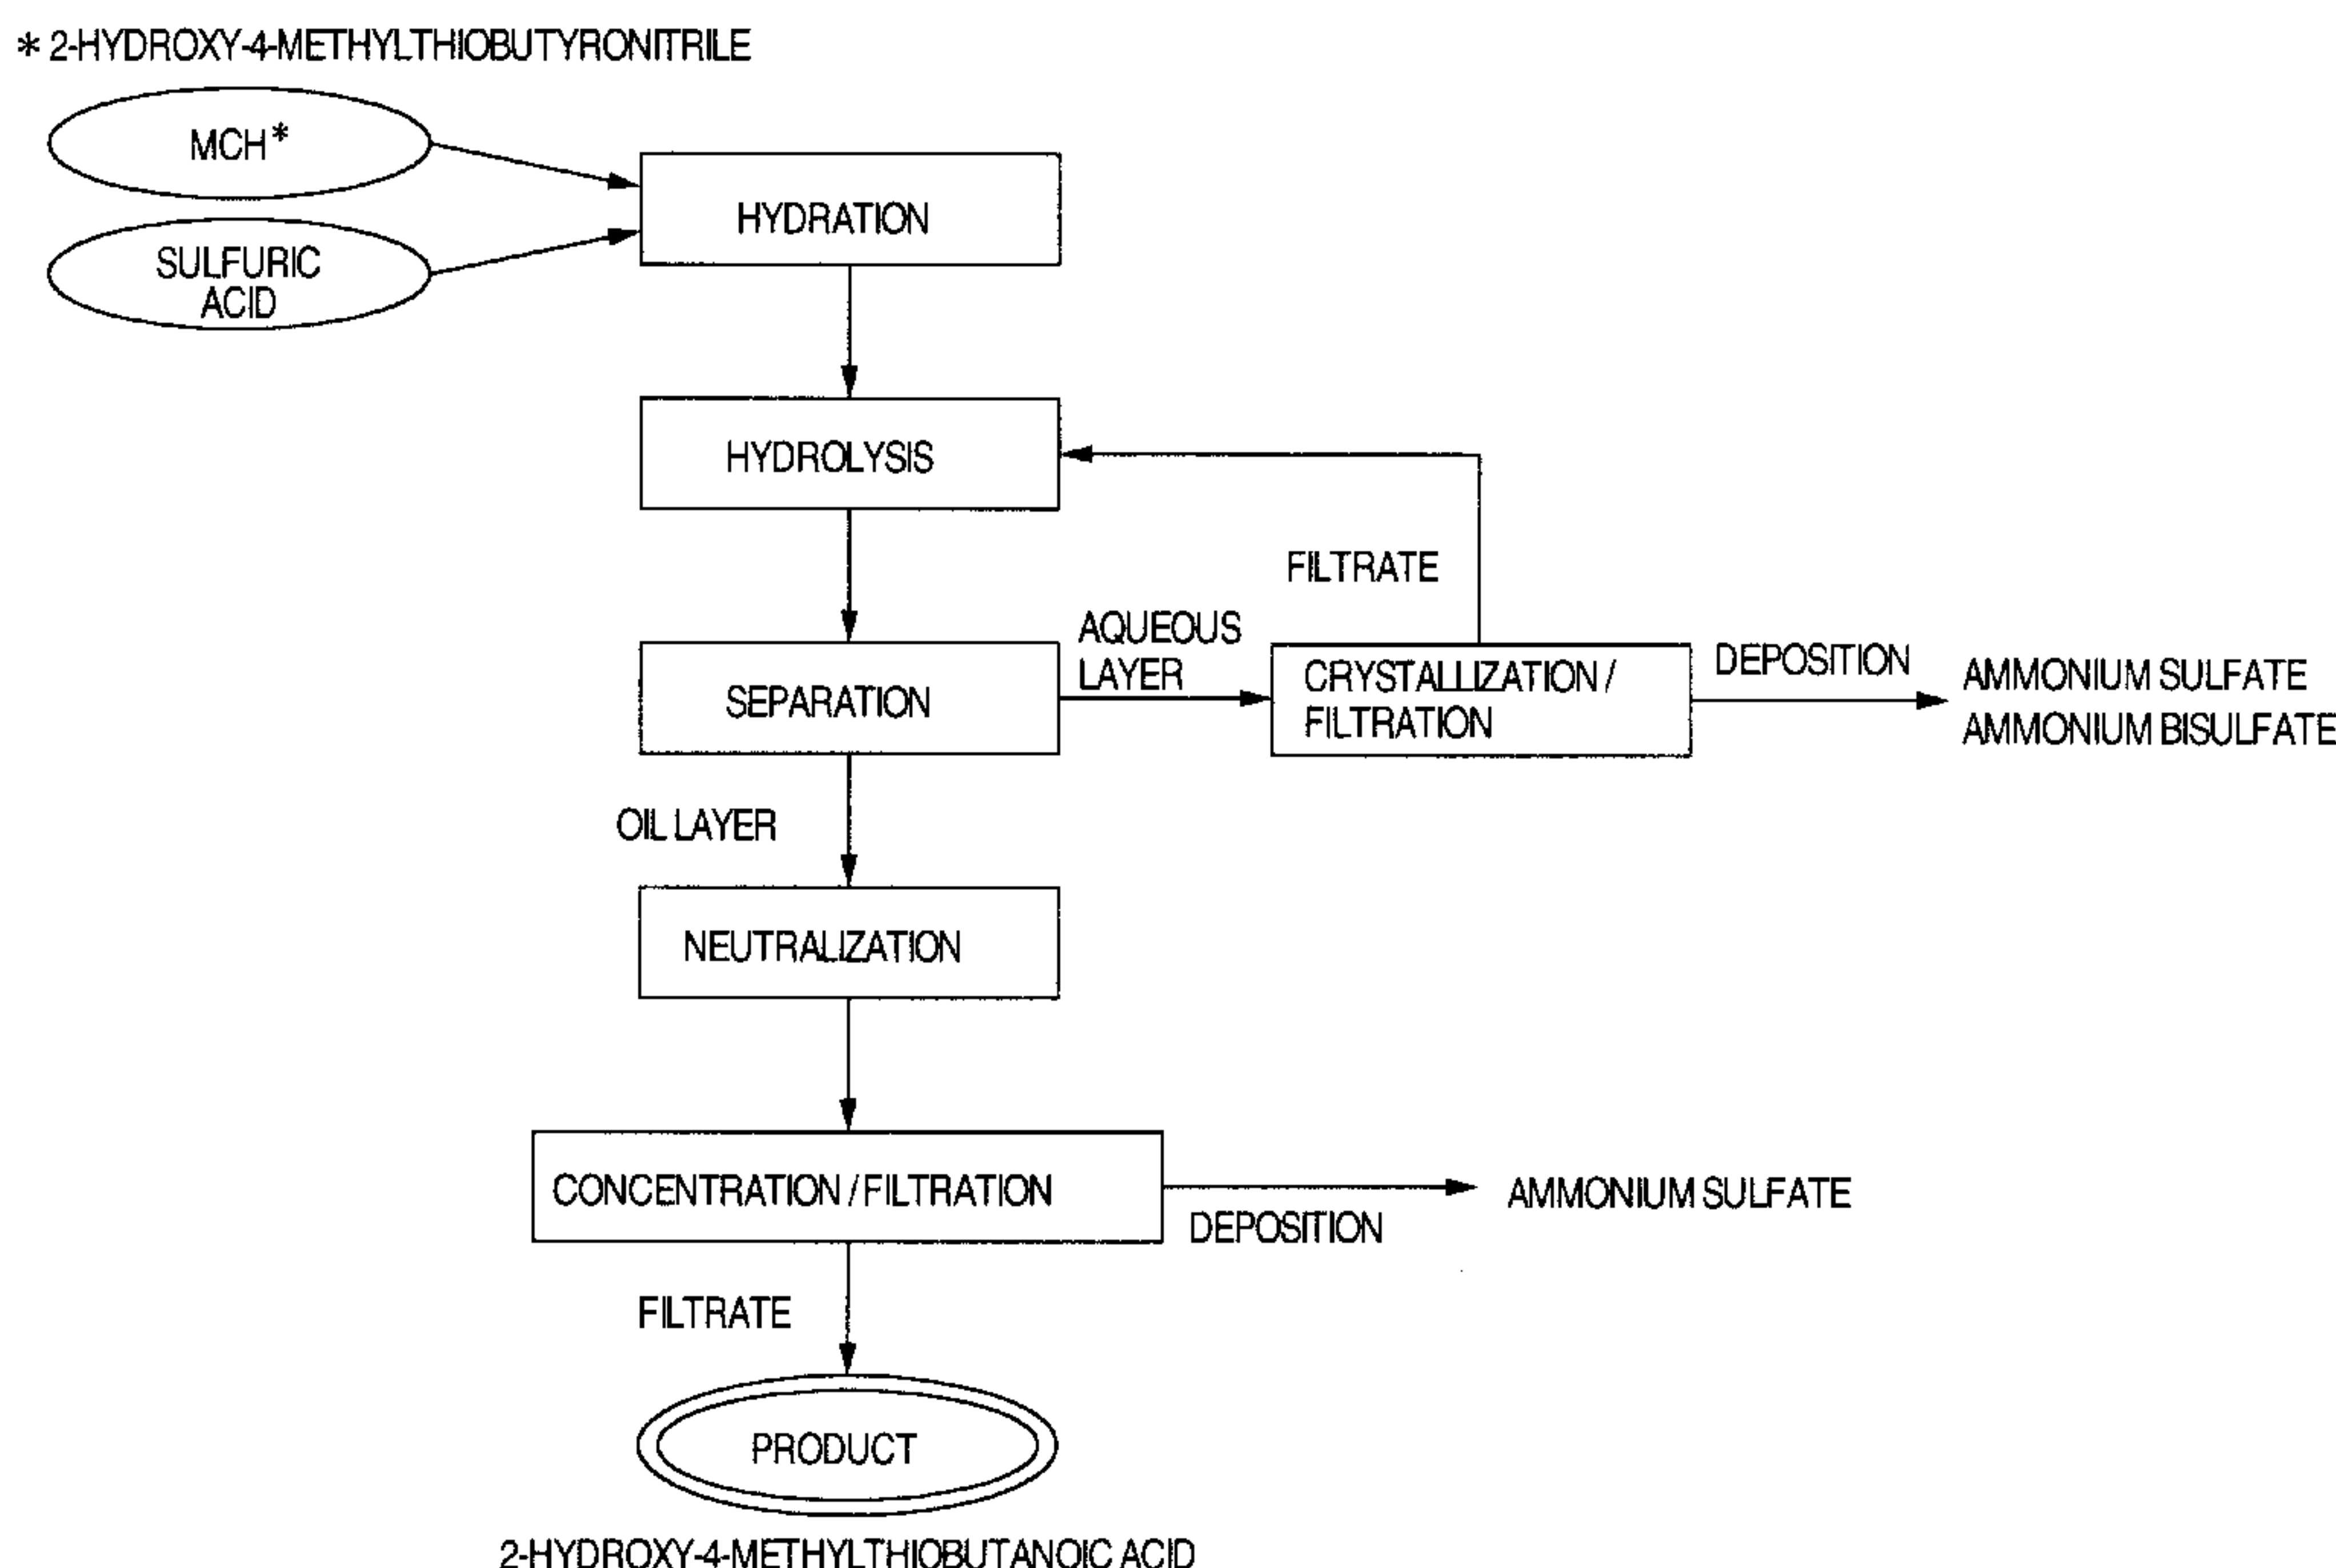 * 2-HYDROXY-4-METHYLTHIOBUTYRONITRILE
MCH*
SULFURIC
ACID
HYDRATION
HYDROLYSIS
FILTRATE
AQUEOUS
LAYER
SEPARATION
CRYSTALLIZATION /
FILTRATION
DEPOSITION
AMMONIUM SULFATE
AMMONIUM BISULFATE
OIL LAYER
NEUTRALIZATION
CONCENTRATION / FILTRATION
DEPOSITION
AMMONIUM SULFATE
FILTRATE
PRODUCT
2-HYDROXY-4-METHYLTHIOBUTANOIC ACID